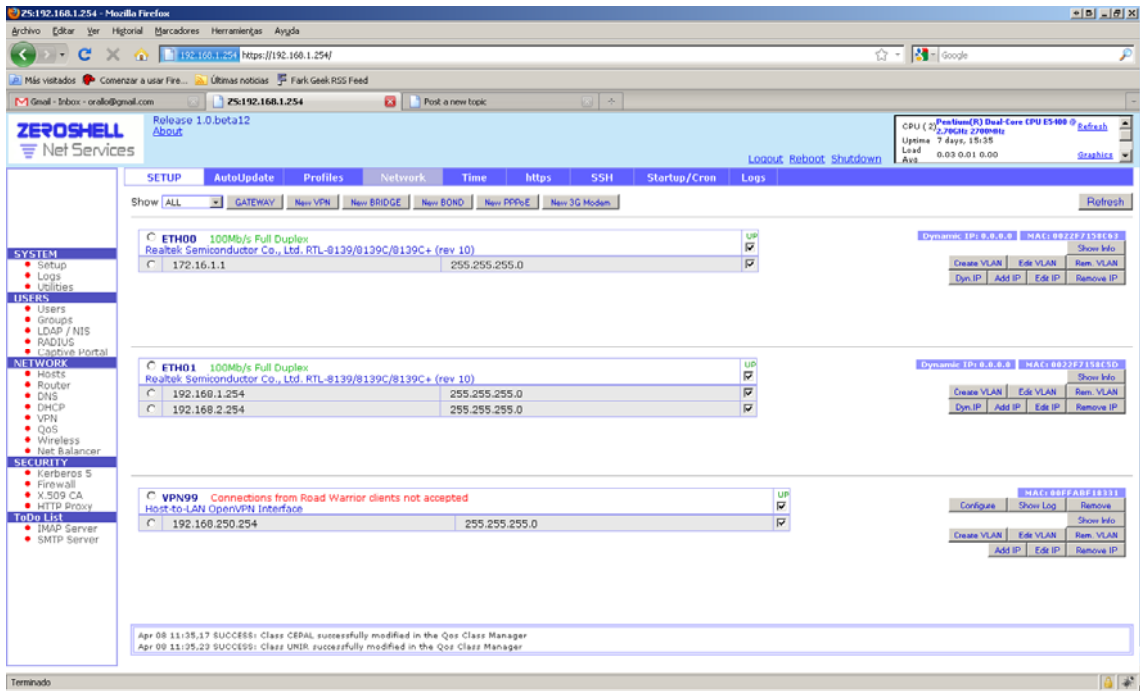 ZS:192.168.1.254 - Mozilla Firefox
Archivo Editar Ver Historial Marcadores Herramientas Ayuda
192.168.1.254 https://192.168.1.254/
Google
Más visitados Comenzar a usar Fire... Últimas noticias Fark Geek RSS Feed
Gmail - Inbox - orallo@gmail.com ZS:192.168.1.254 Post a new topic
ZEROSHELL
Net Services
Release 1.0.beta12
About
Logout Reboot Shutdown
CPU (2) Pentium(R) Dual-Core CPU E5400 @ 2.70GHz 2700MHz Refresh
Uptime 7 days, 15:35
Load Avg 0.03 0.01 0.00 Graphics
SETUP AutoUpdate Profiles Network Time https SSH Startup/Cron Logs
Show ALL GATEWAY New VPN New BRIDGE New BOND New PPPoE New 3G Modem Refresh
SYSTEM
Setup
Logs
Utilities
USERS
Users
Groups
LDAP / NIS
RADIUS
Captive Portal
NETWORK
Hosts
Router
DNS
DHCP
VPN
QoS
Wireless
Net Balancer
SECURITY
Kerberos 5
Firewall
X.509 CA
HTTP Proxy
ToDo List
IMAP Server
SMTP Server
ETH00 100Mb/s Full Duplex UP
Realtek Semiconductor Co., Ltd. RTL-8139/8139C/8139C+ (rev 10)
172.16.1.1 255.255.255.0
Dynamic IP: 0.0.0.0 MAC: 0022F7158C63
Show Info
Create VLAN Edit VLAN Rem. VLAN
Dyn.IP Add IP Edit IP Remove IP
ETH01 100Mb/s Full Duplex UP
Realtek Semiconductor Co., Ltd. RTL-8139/8139C/8139C+ (rev 10)
192.168.1.254 255.255.255.0
192.168.2.254 255.255.255.0
Dynamic IP: 0.0.0.0 MAC: 0022F7158C5D
Show Info
Create VLAN Edit VLAN Rem. VLAN
Dyn.IP Add IP Edit IP Remove IP
VPN99 Connections from Road Warrior clients not accepted UP
Host-to-LAN OpenVPN Interface
192.168.250.254 255.255.255.0
MAC: 00FFABF18331
Configure Show Log Remove
Show Info
Create VLAN Edit VLAN Rem. VLAN
Add IP Edit IP Remove IP
Apr 08 11:35,17 SUCCESS: Class CEPAL successfully modified in the Qos Class Manager
Apr 08 11:35,23 SUCCESS: Class UNIR successfully modified in the Qos Class Manager
Terminado